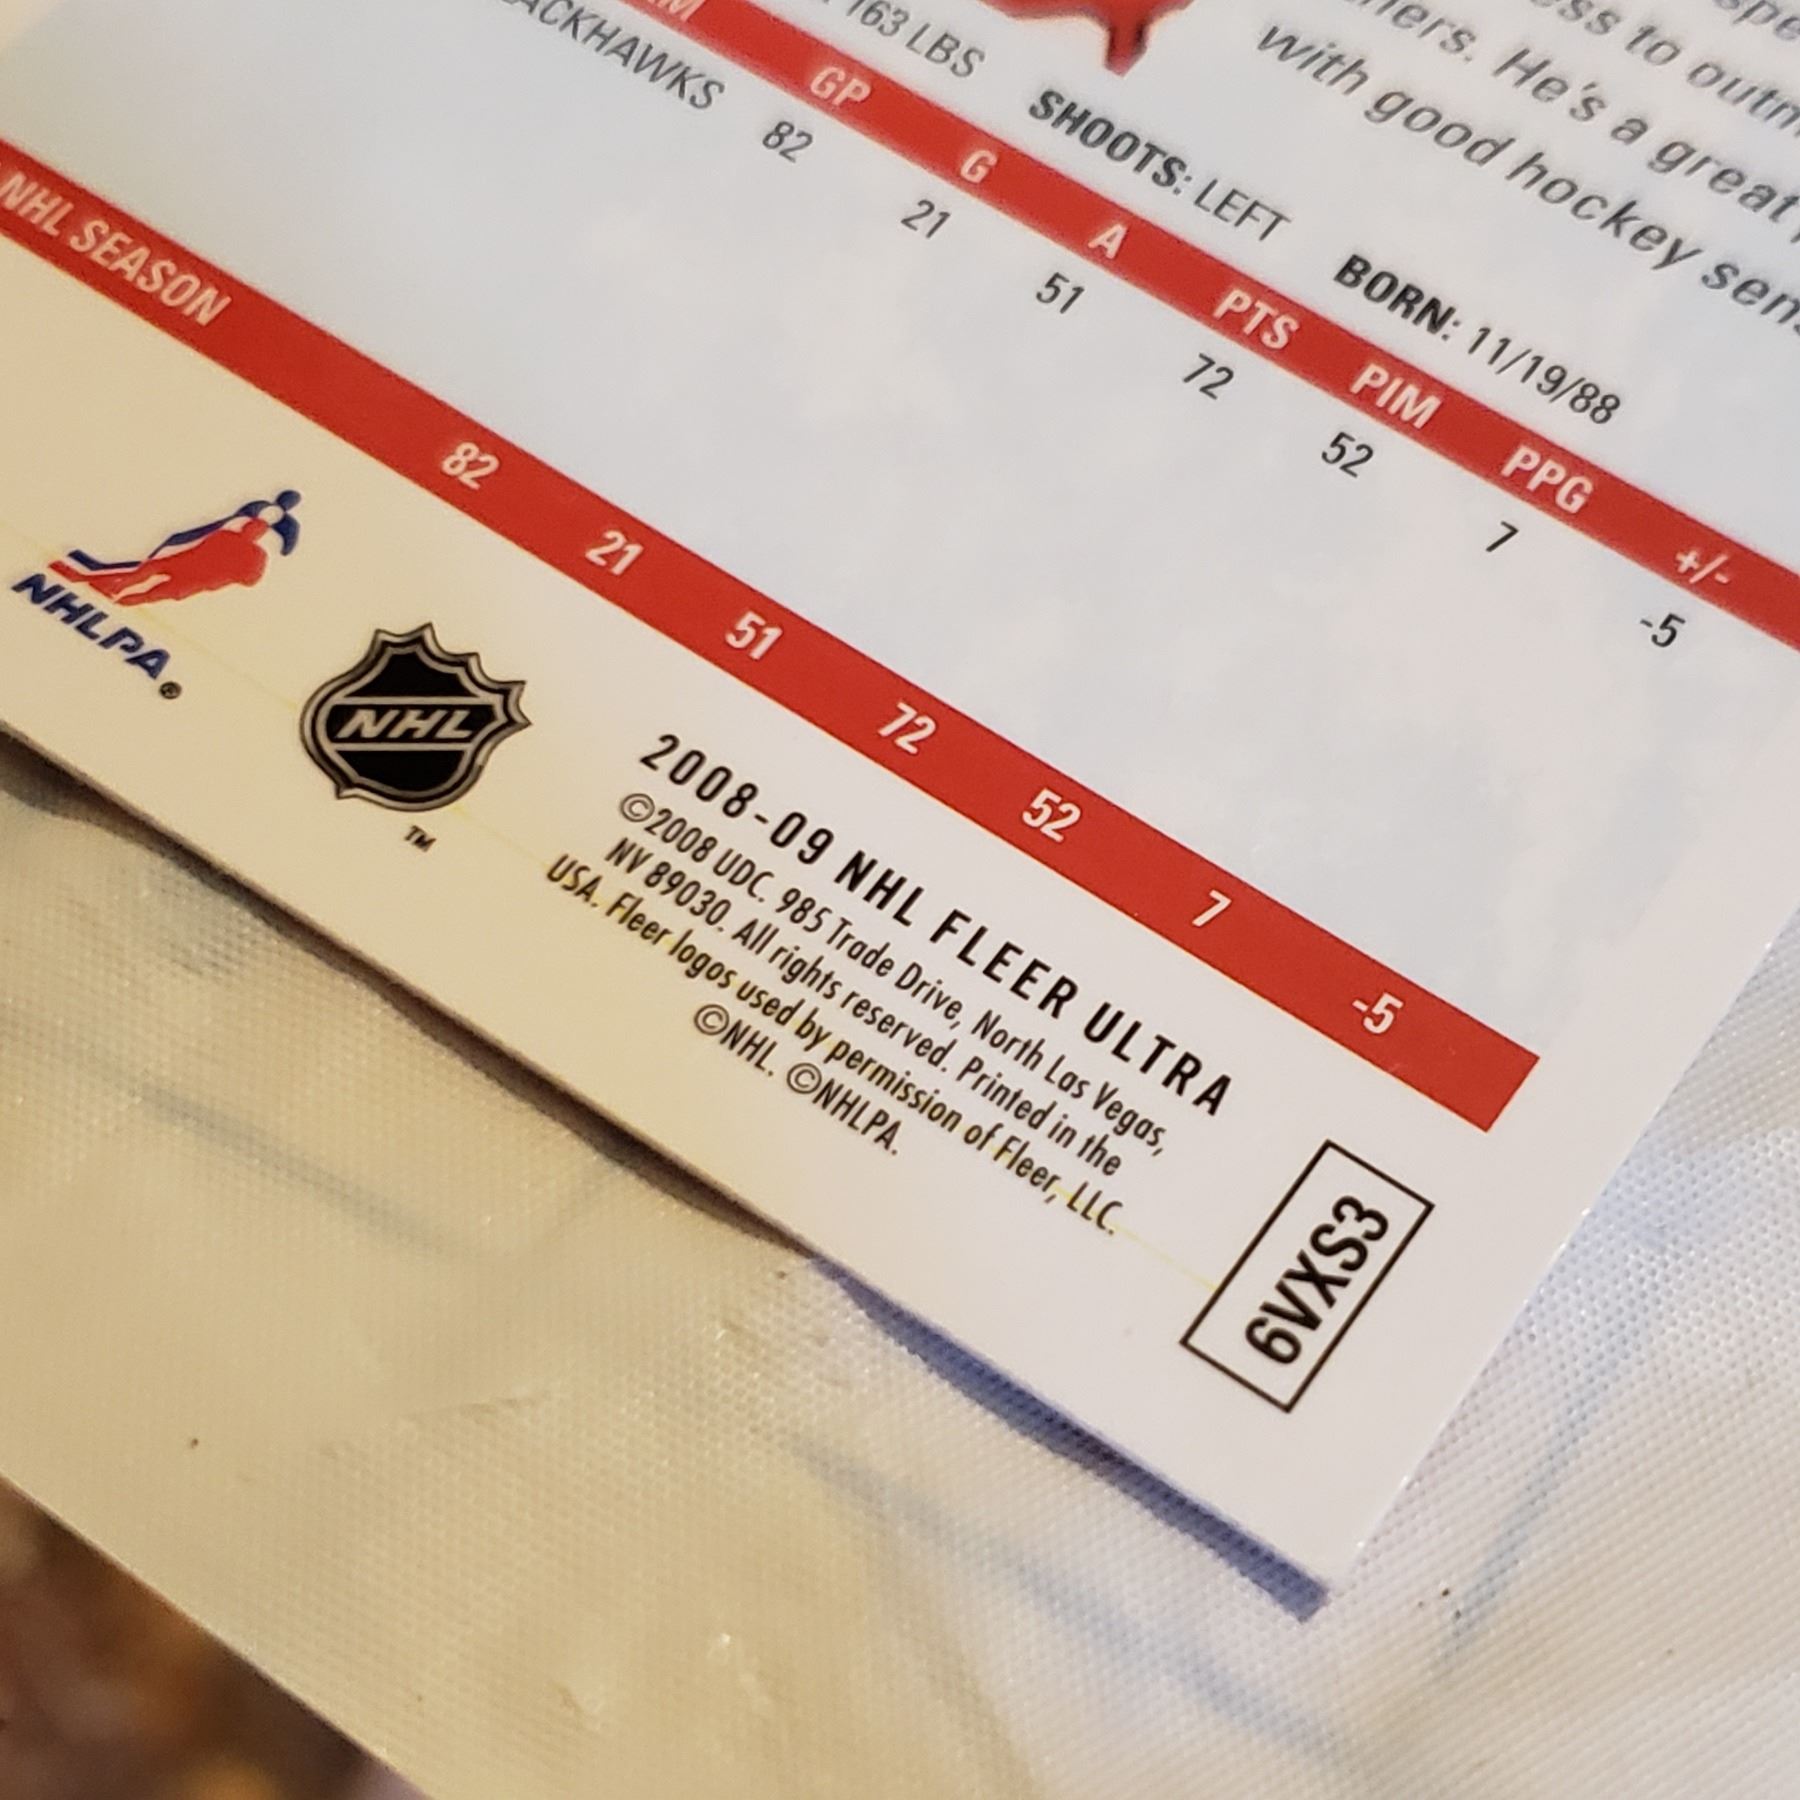 with good hockey
He's a great
to
163 LBS SHOOTS: LEFT BORN: 11/19/88
GP G A PTS PIM PPG +/-
82 21 51 72 52 7 -5
NHL SEASON 82 21 51 72 52 7 -5
NHLPA®
NHL
TM
2008-09 NHL FLEER ULTRA
©2008 UDC. 985 Trade Drive, North Las Vegas,
NV 89030. All rights reserved. Printed in the
USA. Fleer logos used by permission of Fleer, LLC.
©NHL. ©NHLPA.
6VXS3